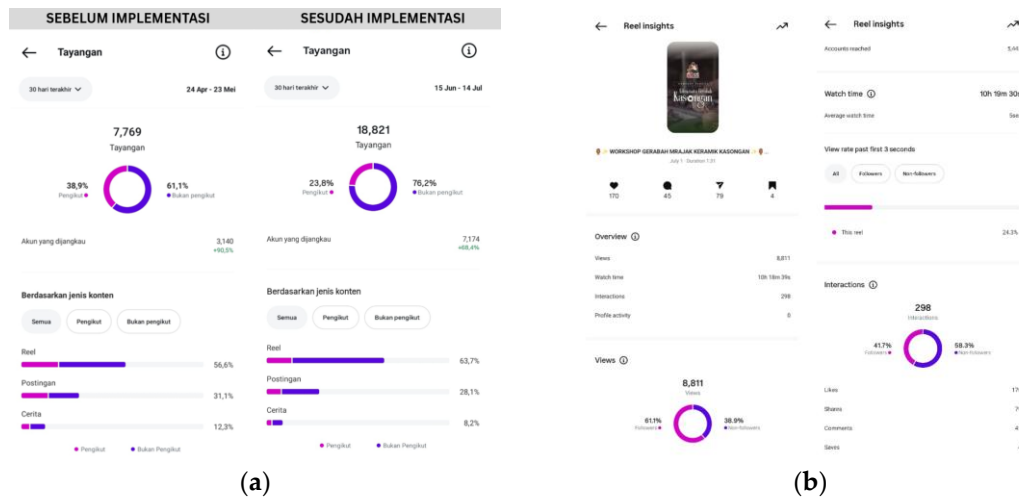 SEBELUM IMPLEMENTASI
Tayangan
30 hari terakhir
24 Apr - 23 Mei
7,769
Tayangan
38,9%
Pengikut
61,1%
Bukan pengikut
Akun yang dijangkau
3,140
+90,5%
Berdasarkan jenis konten
Semua
Pengikut
Bukan pengikut
Reel
56,6%
Postingan
31,1%
Cerita
12,3%
Pengikut
Bukan Pengikut
SESUDAH IMPLEMENTASI
Tayangan
30 hari terakhir
15 Jun - 14 Jul
18,821
Tayangan
23,8%
Pengikut
76,2%
Bukan pengikut
Akun yang dijangkau
7,174
Berdasarkan jenis konten
Semua
Pengikut
Bukan pengikut
Reel
63,7%
Postingan
28,1%
Cerita
8,2%
Pengikut
Bukan Pengikut
(a)
Reel insights
Kasongan
WORKSHOP GERABAH MRAJAK KERAMIK KASONGAN ...
July 1 · Duration
170
45
79
4
Overview
Views
8,811
Watch time
10h 19m 39s
Interactions
298
Profile activity
0
Views
8,811
Views
61.1%
Followers
38.9%
Non-followers
Reel insights
Accounts reached
5,44
Watch time
10h 19m 30
Average watch time
View rate past first 3 seconds
All
Followers
Non-followers
This reel
24.3%
Interactions
298
Interactions
41.7%
Followers
58.3%
Non-followers
Likes
17
Shares
7
Comments
4
Saves
(b)